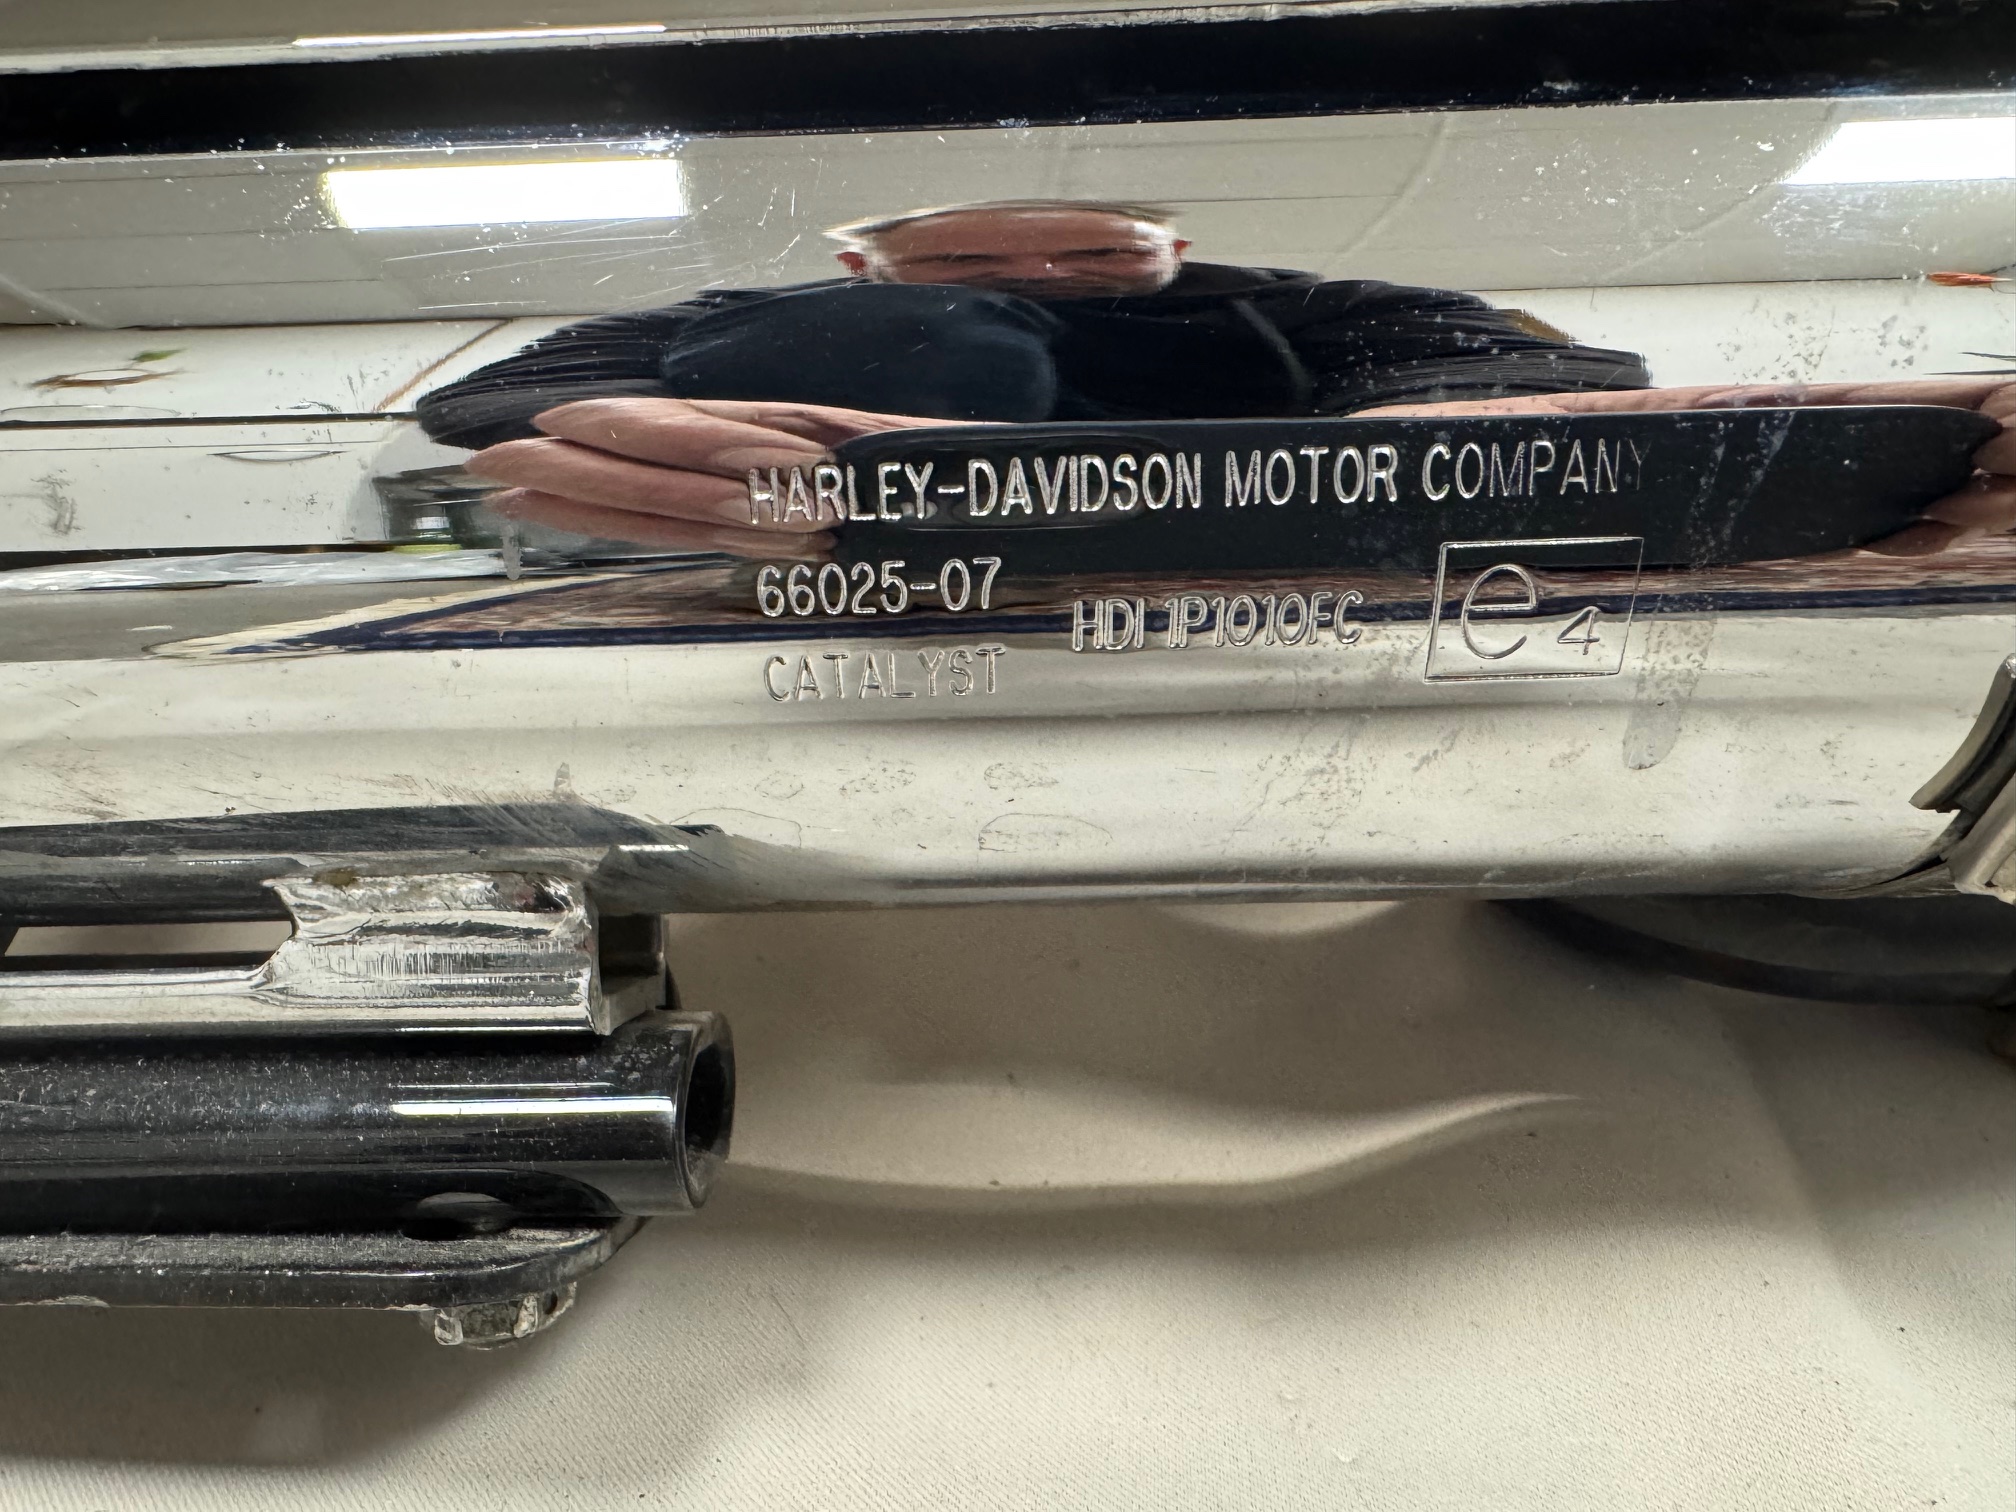 HARLEY-DAVIDSON MOTOR COMPANY
66025-07
HDI 1P1010FC
e4
CATALYST